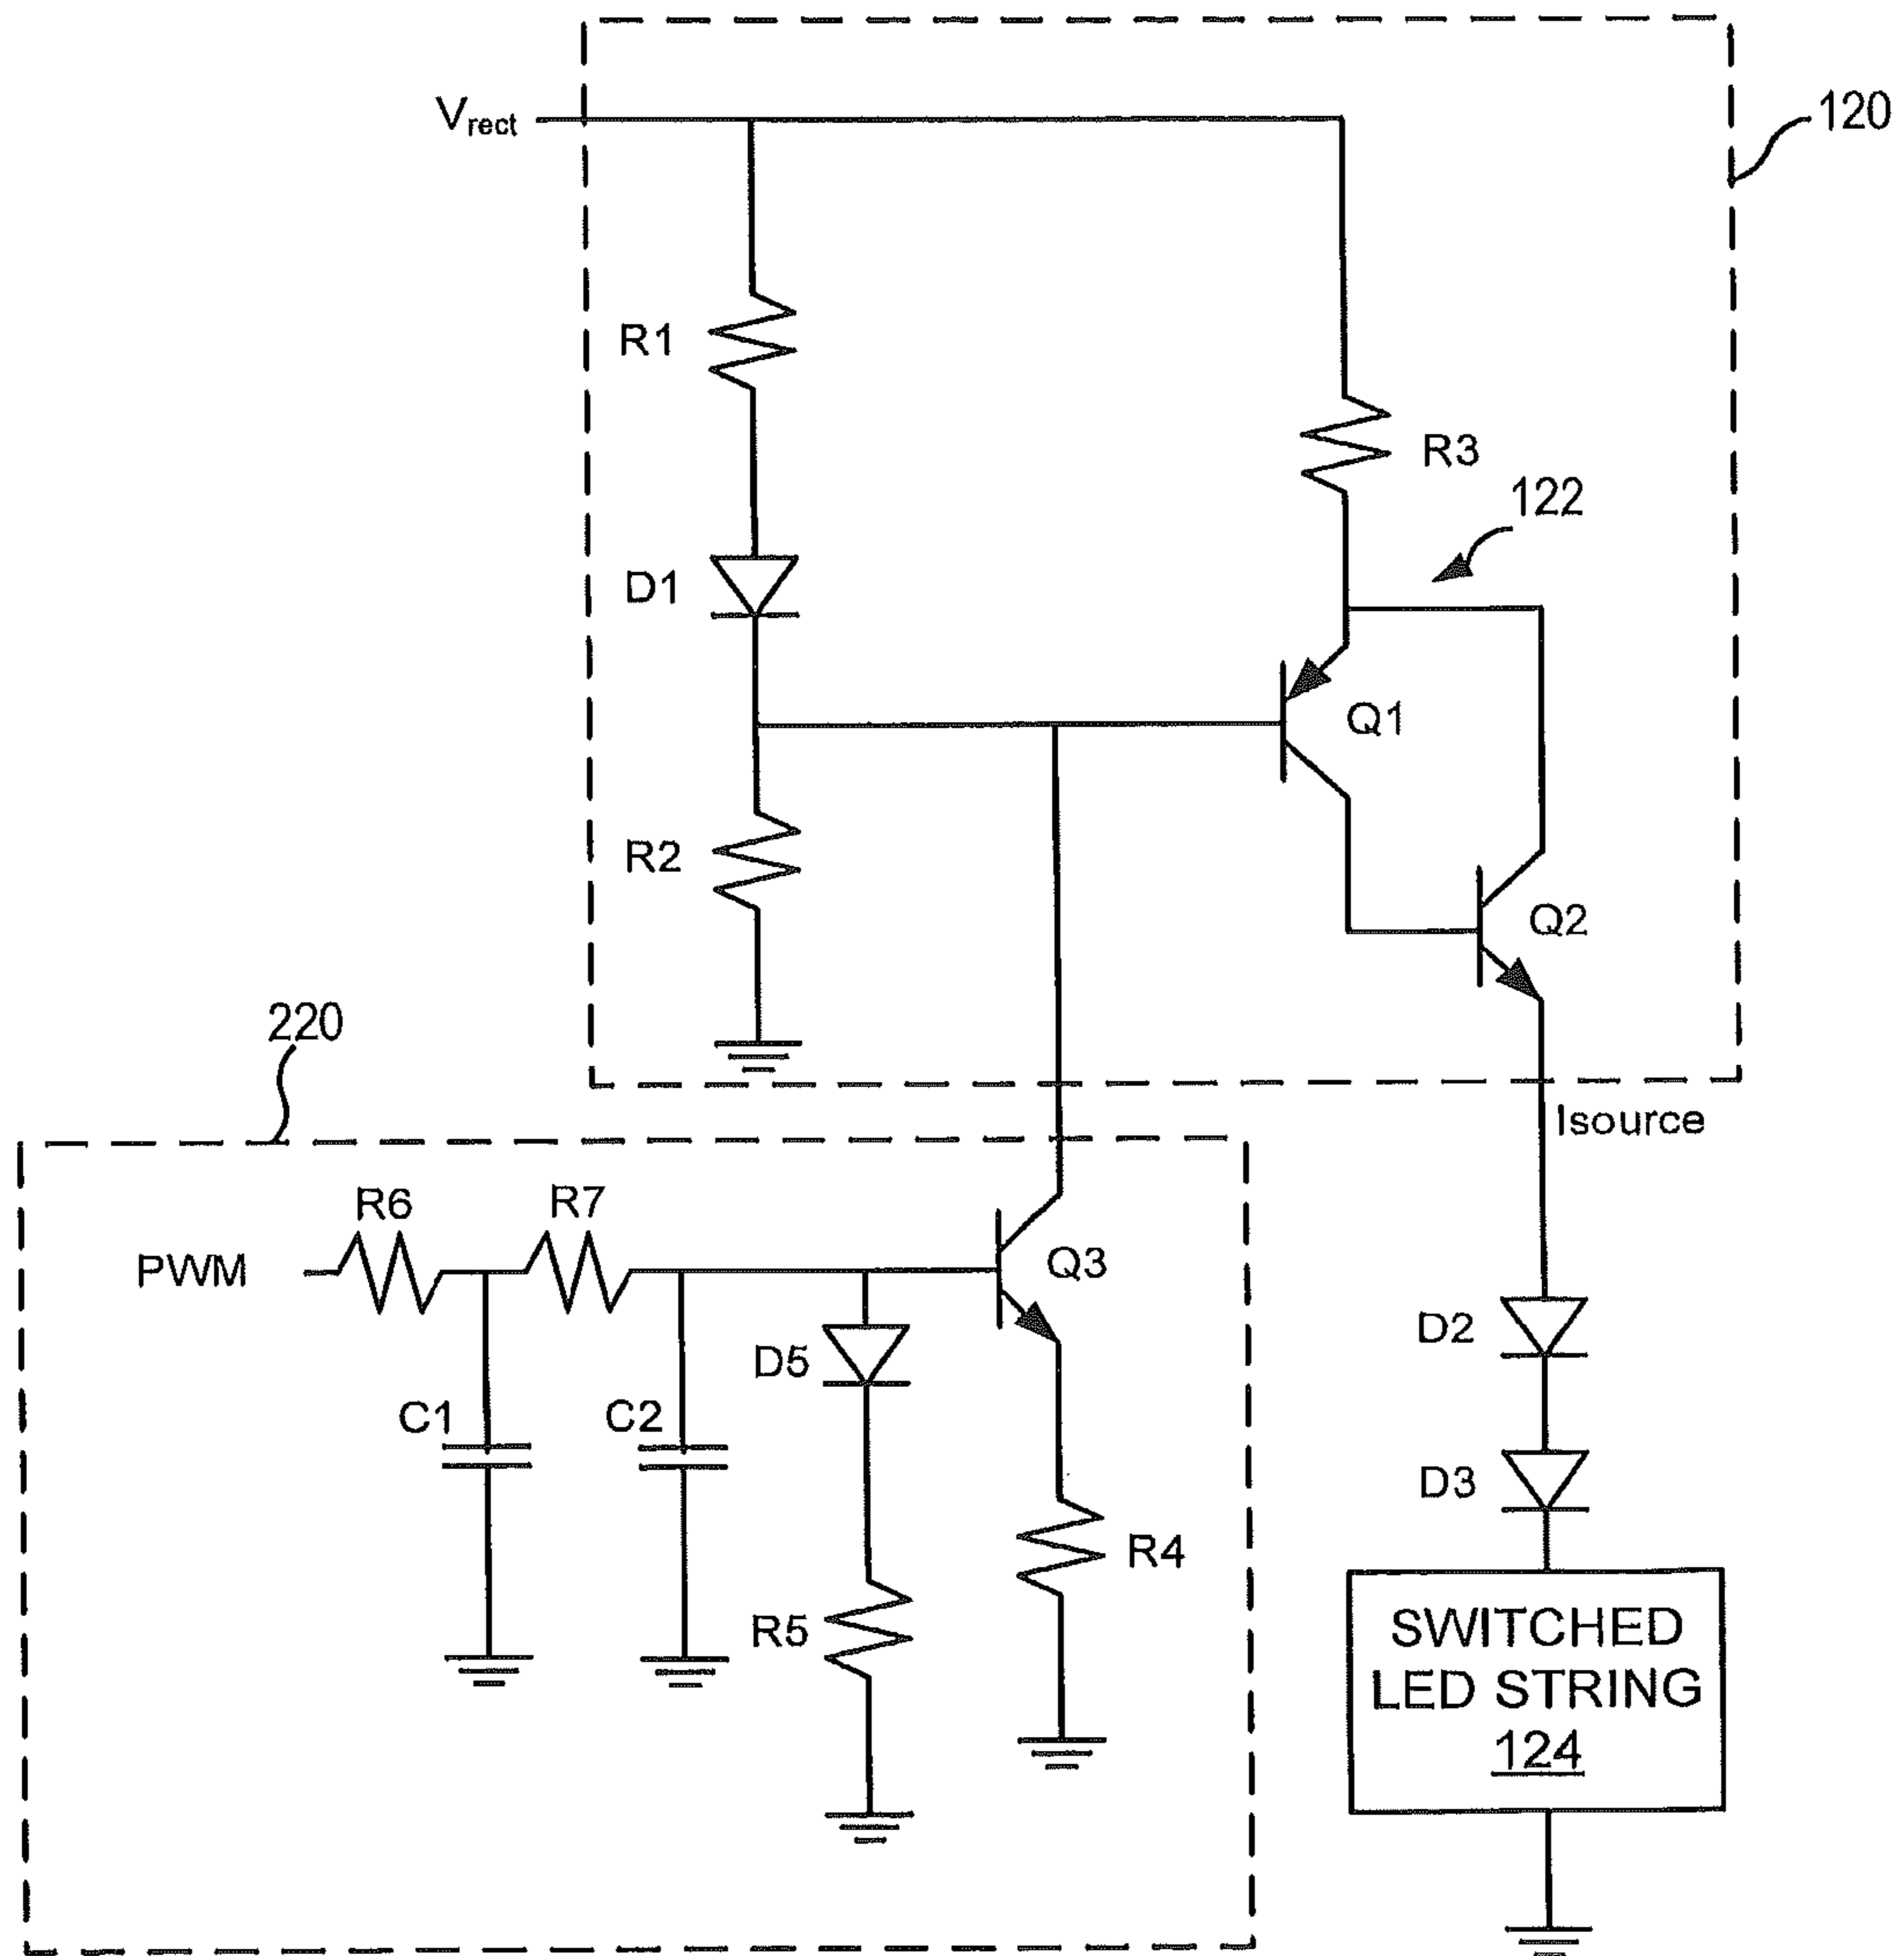 Vrect
120
R1
R3
122
D1
Q1
R2
Q2
220
Isource
R6
R7
PWM
Q3
D2
D5
C1
C2
D3
R4
R5
SWITCHED
LED STRING
124